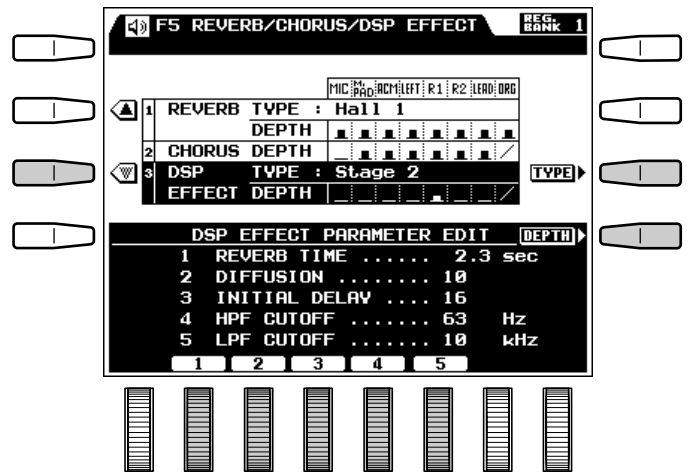 F5 REVERB/CHORUS/DSP EFFECT
REG. BANK 1
MIC M.PAD ACM LEFT R1 R2 LEAD ORG
1 REVERB TYPE : Hall 1
DEPTH
2 CHORUS DEPTH
3 DSP TYPE : Stage 2
TYPE
EFFECT DEPTH
DSP EFFECT PARAMETER EDIT
DEPTH
1 REVERB TIME ...... 2.3 sec
2 DIFFUSION ........ 10
3 INITIAL DELAY .... 16
4 HPF CUTOFF ....... 63 Hz
5 LPF CUTOFF ....... 10 kHz
1 2 3 4 5